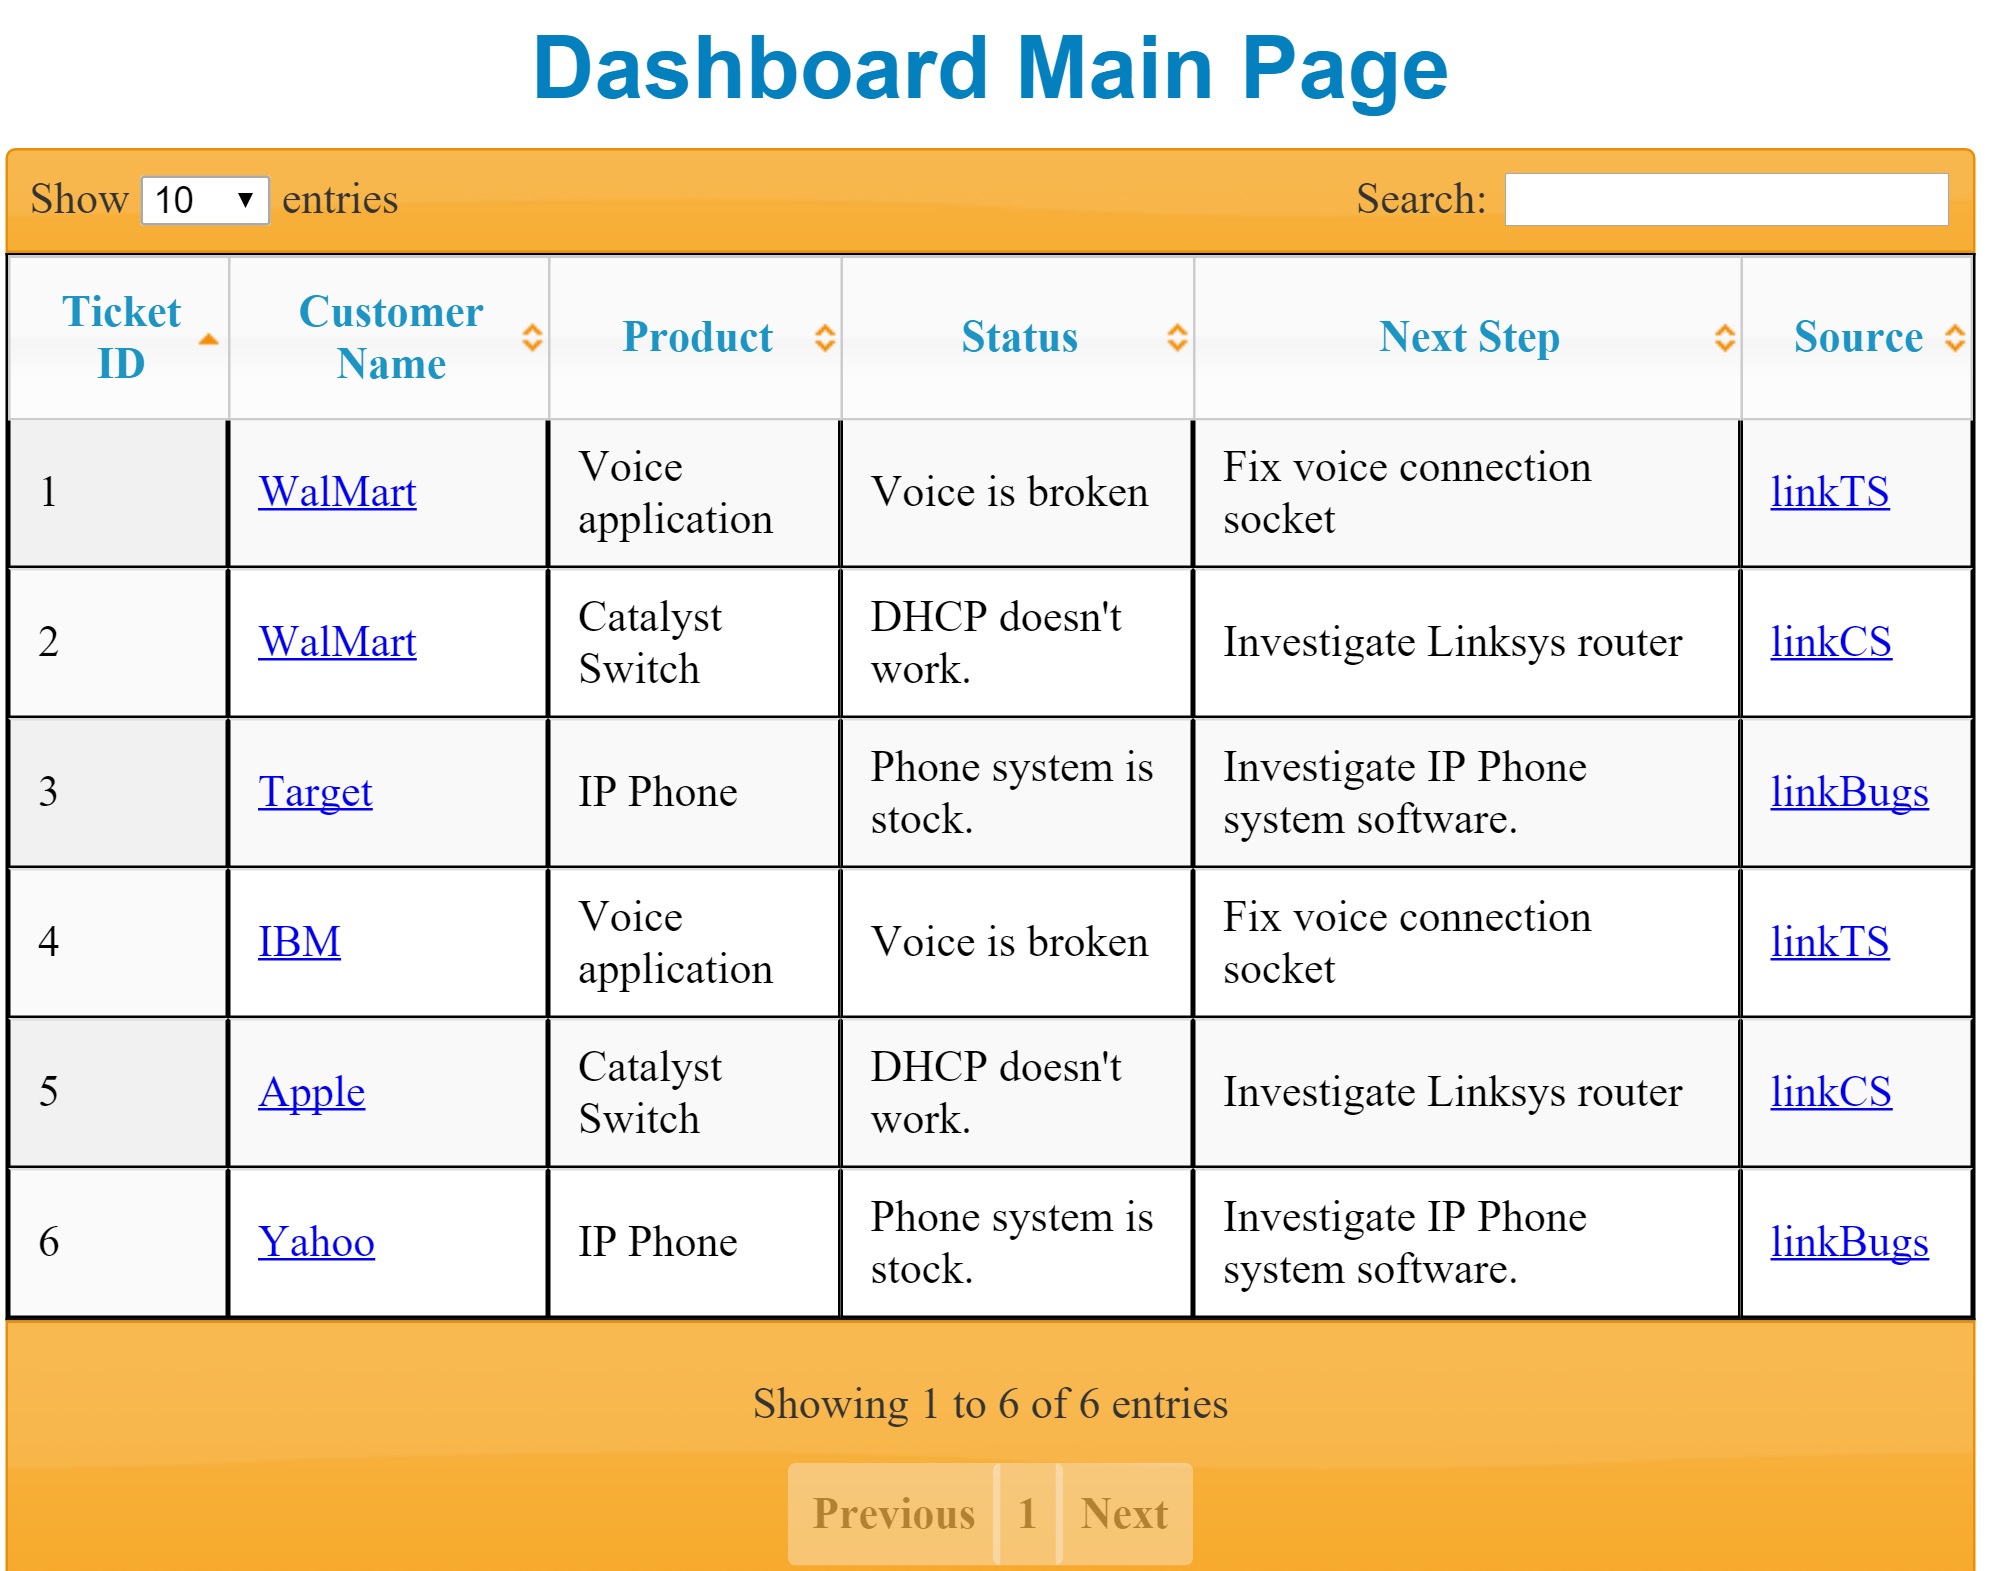 Dashboard Main Page
Show 10 entries Search:
Ticket ID Customer Name Product Status Next Step Source
1 WalMart Voice application Voice is broken Fix voice connection socket linkTS
2 WalMart Catalyst Switch DHCP doesn't work. Investigate Linksys router linkCS
3 Target IP Phone Phone system is stock. Investigate IP Phone system software. linkBugs
4 IBM Voice application Voice is broken Fix voice connection socket linkTS
5 Apple Catalyst Switch DHCP doesn't work. Investigate Linksys router linkCS
6 Yahoo IP Phone Phone system is stock. Investigate IP Phone system software. linkBugs
Showing 1 to 6 of 6 entries
Previous 1 Next